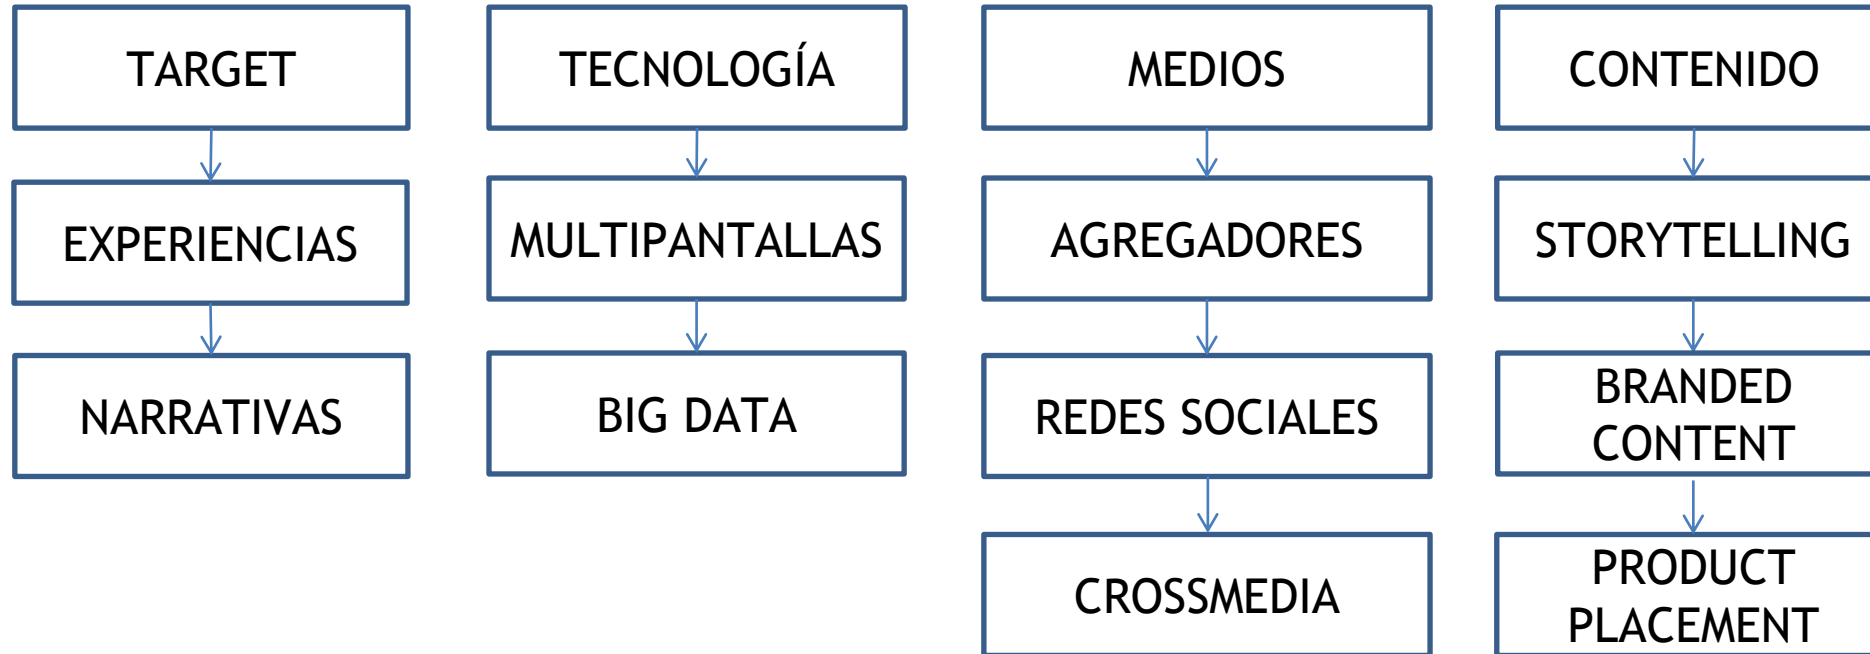 TARGET
TECNOLOGÍA
MEDIOS
CONTENIDO
EXPERIENCIAS
MULTIPANTALLAS
AGREGADORES
STORYTELLING
NARRATIVAS
BIG DATA
REDES SOCIALES
BRANDED
CONTENT
CROSSMEDIA
PRODUCT
PLACEMENT